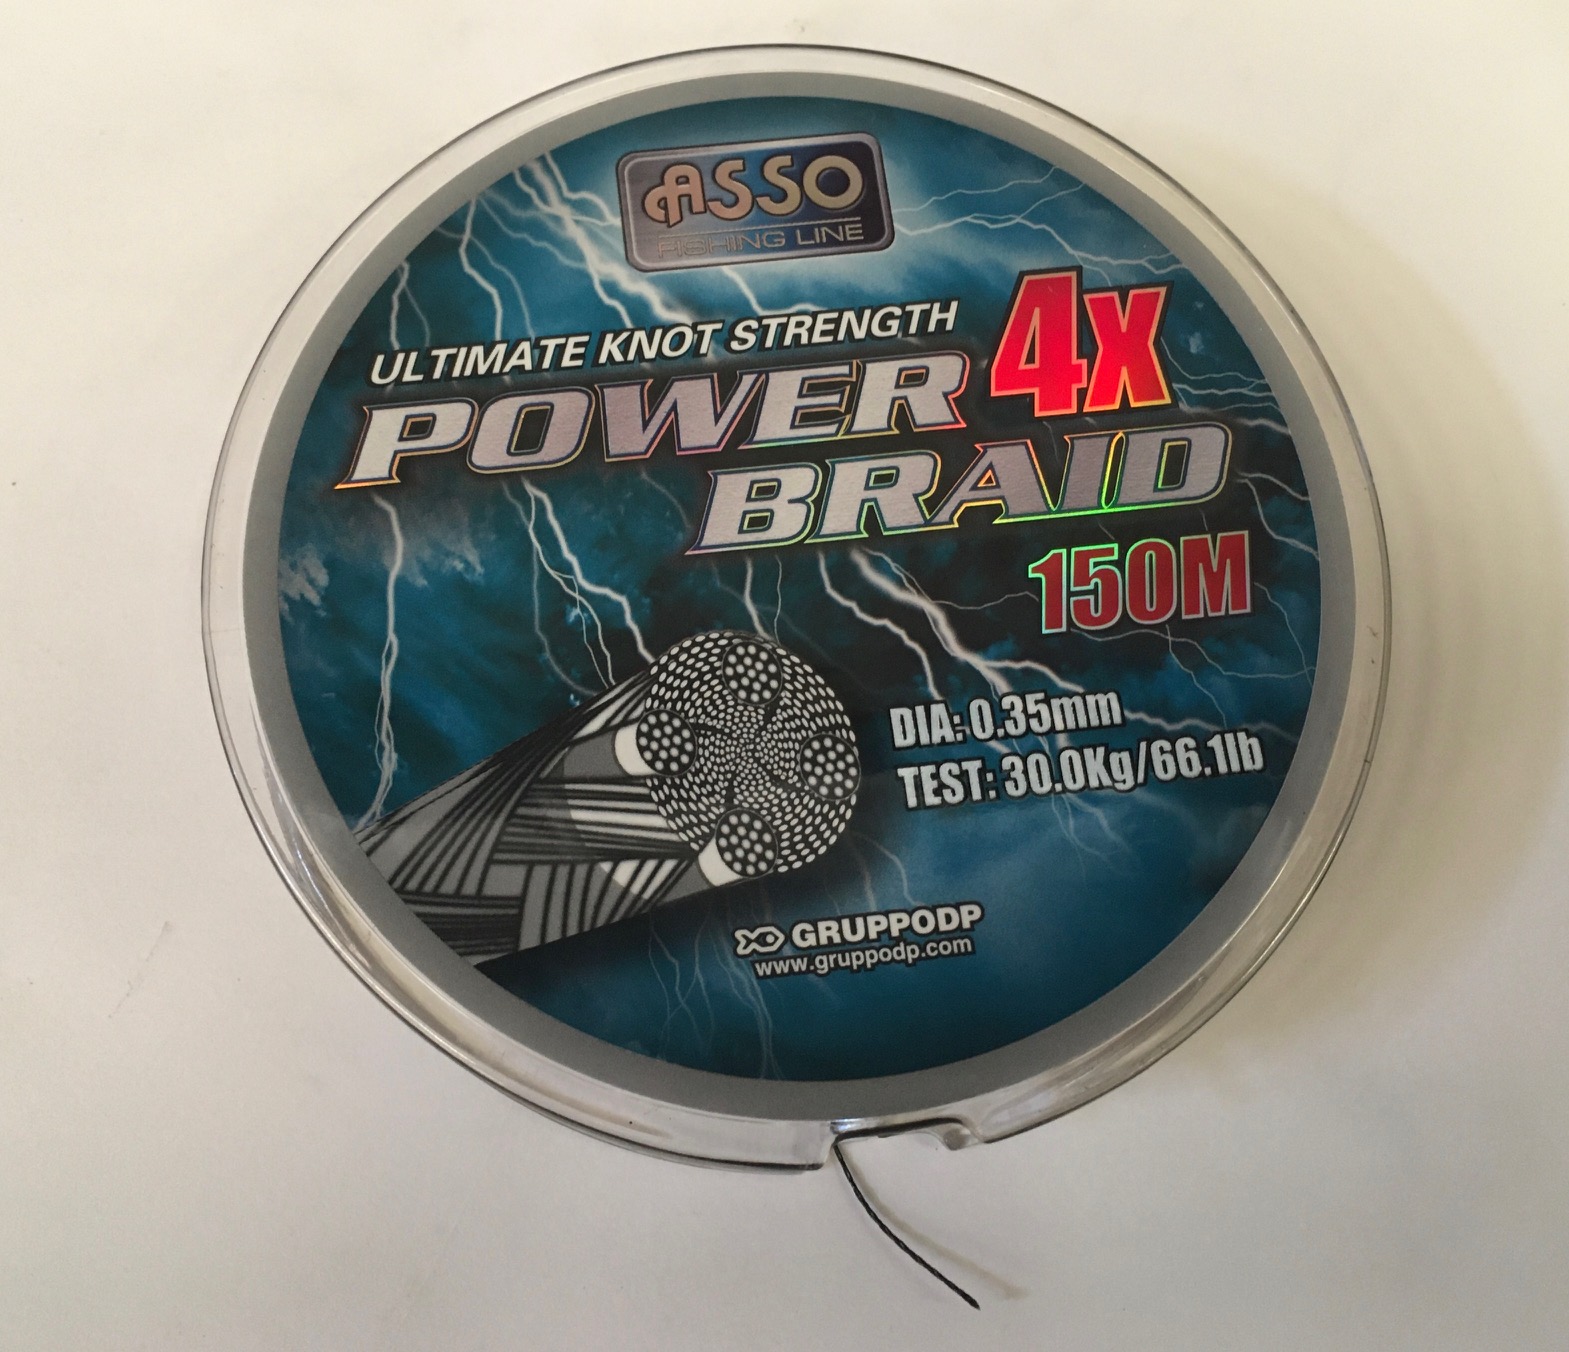 ASSO
FISHING LINE
ULTIMATE KNOT STRENGTH
POWER 4x
BRAID
150M
DIA: 0.35mm
TEST: 30.0Kg/66.1lb
GRUPPODP
www.gruppodp.com